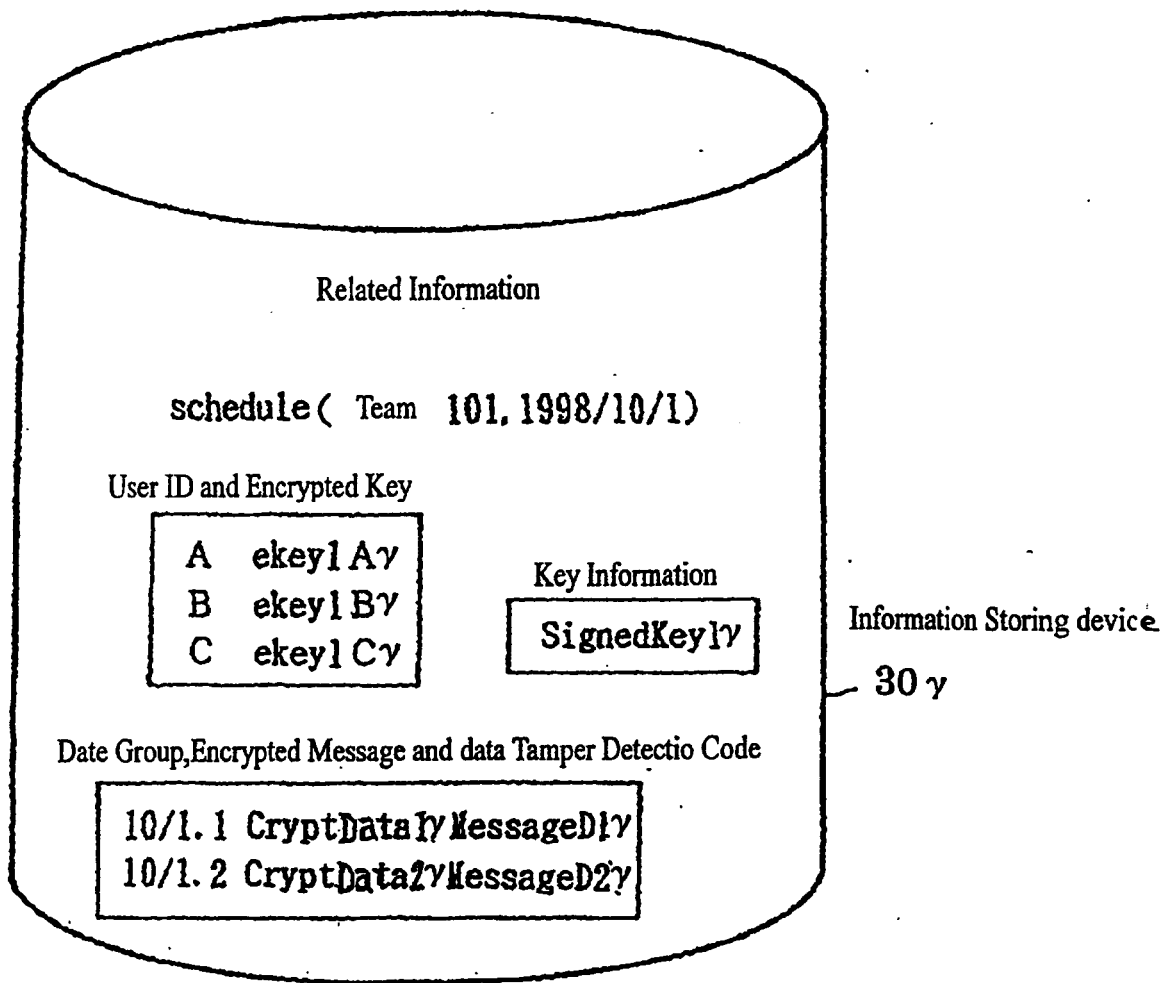 Related Information
schedule( Team 101, 1998/10/1)
User ID and Encrypted Key
A ekey1Aγ
B ekey1Bγ
C ekey1Cγ
Key Information
SignedKey1γ
Information Storing device
30γ
Date Group,Encrypted Message and data Tamper Detectio Code
10/1. 1 CryptData1γMessageD1γ
10/1. 2 CryptData2γMessageD2γ